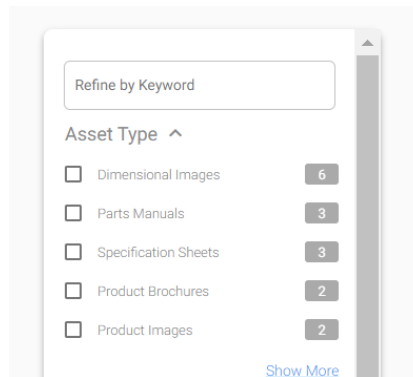 Refine by Keyword
Asset Type
Dimensional Images 6
Parts Manuals 3
Specification Sheets 3
Product Brochures 2
Product Images 2
Show More